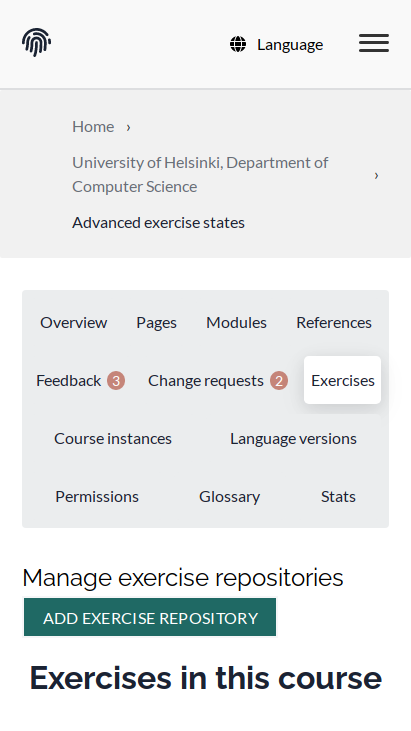 Language
Home ›
University of Helsinki, Department of
Computer Science ›
Advanced exercise states
Overview Pages Modules References
Feedback 3 Change requests 2 Exercises
Course instances Language versions
Permissions Glossary Stats
Manage exercise repositories
ADD EXERCISE REPOSITORY
Exercises in this course